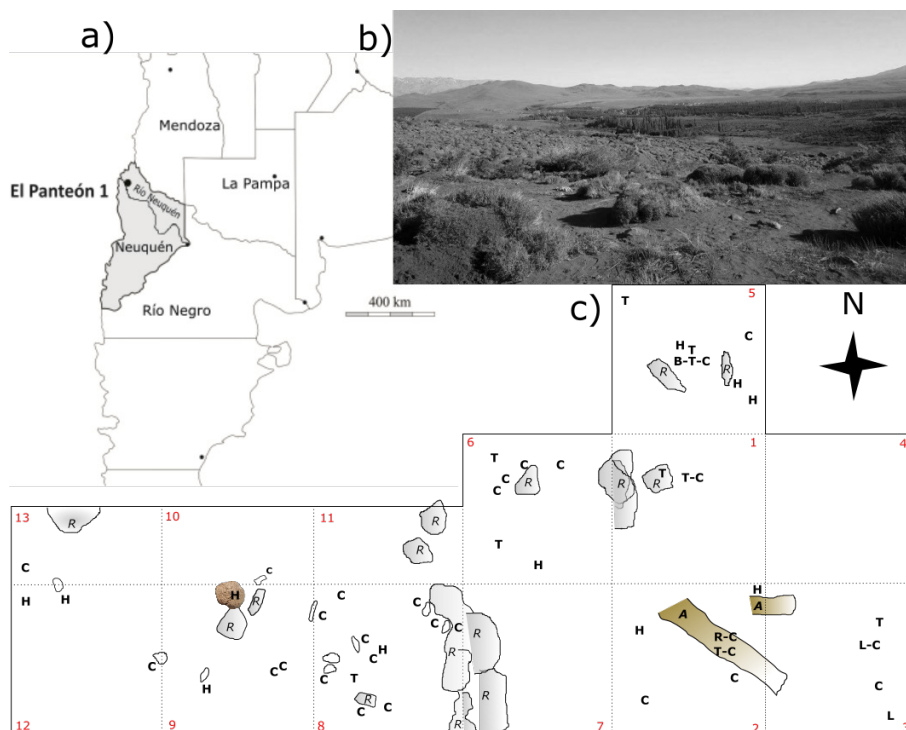 a)
b)
Mendoza
La Pampa
El Panteón 1
Río Neuquén
Neuquén
Río Negro
400 km
c)
N
T
5
C
H
T
B-T-C
R
R
H
H
6
1
4
T
C
C
C
C
R
R
R
T
T-C
T
H
13
10
11
R
R
R
C
C
H
H
H
R
R
C
C
C
C
C
R
C
H
C
C
C C
C
H
T
R
C
C
R
R
R
12
9
8
7
2
3
H
A
A
H
R-C
T-C
C
C
T
L-C
C
L